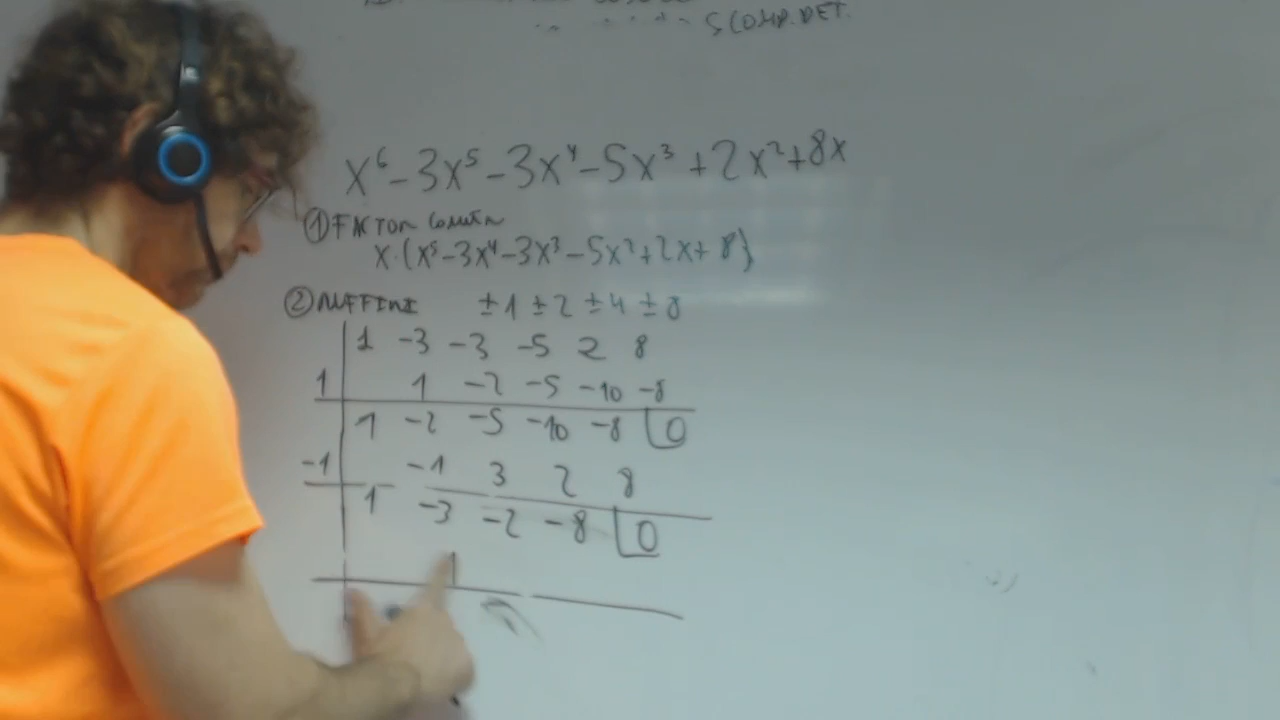 S COMP. DET.
x⁶-3x⁵-3x⁴-5x³+2x²+8x
① FACTOR COMÚN
x·(x⁵-3x⁴-3x³-5x²+2x+8)
② RUFFINI ±1 ±2 ±4 ±8
1 -3 -3 -5 2 8
1 1 -2 -5 -10 -8
1 -2 -5 -10 -8 0
-1 -1 3 2 8
1 -3 -2 -8 0
1